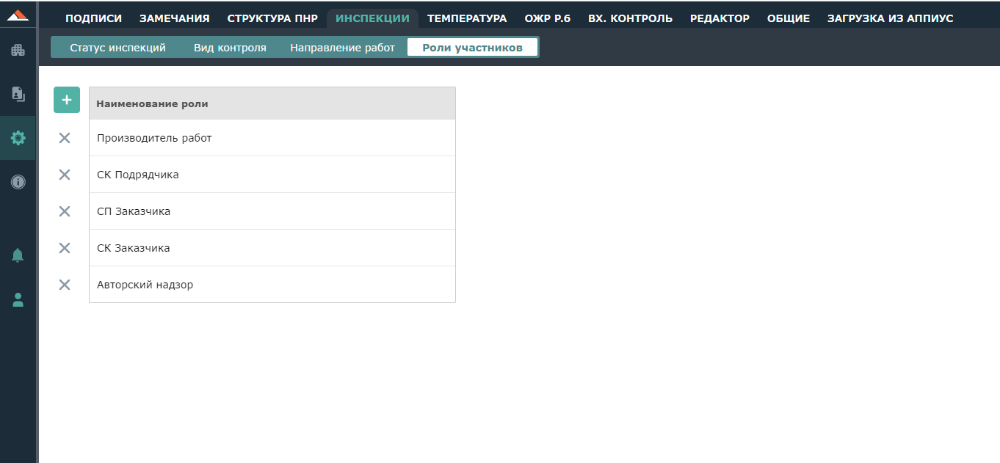 ПОДПИСИ ЗАМЕЧАНИЯ СТРУКТУРА ПНР ИНСПЕКЦИИ ТЕМПЕРАТУРА ОЖР Р.6 ВХ. КОНТРОЛЬ РЕДАКТОР ОБЩИЕ ЗАГРУЗКА ИЗ АППИУС
Статус инспекций Вид контроля Направление работ Роли участников
Наименование роли
Производитель работ
СК Подрядчика
СП Заказчика
СК Заказчика
Авторский надзор